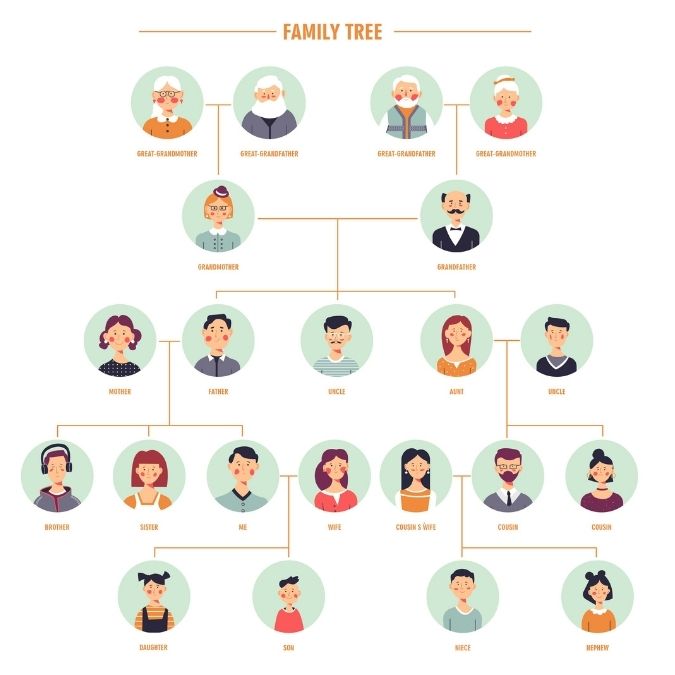 FAMILY TREE
GREAT-GRANDMOTHER
GREAT-GRANDFATHER
GREAT-GRANDFATHER
GREAT-GRANDMOTHER
GRANDMOTHER
GRANDFATHER
MOTHER
FATHER
UNCLE
AUNT
UNCLE
BROTHER
SISTER
ME
WIFE
COUSIN S WIFE
COUSIN
COUSIN
DAUGHTER
SON
NIECE
NEPHEW